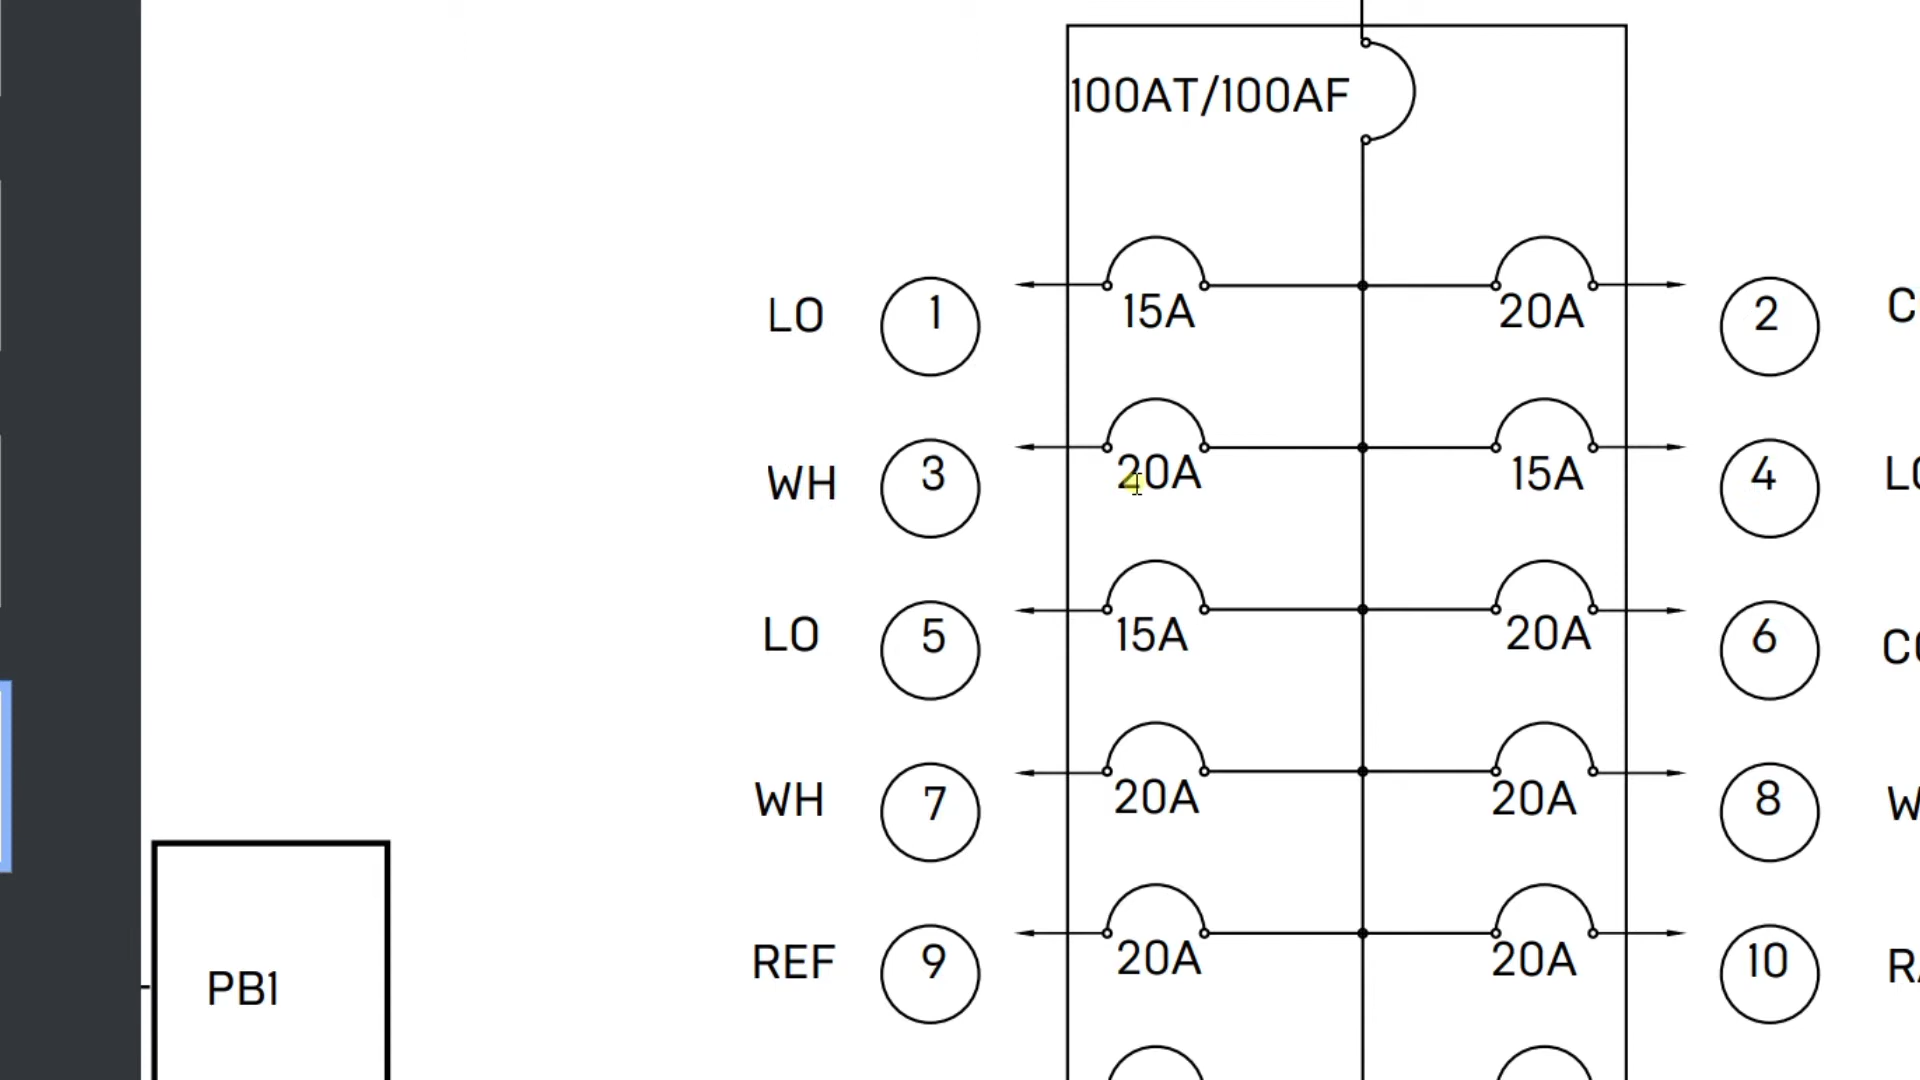 100AT/100AF
LO 1 15A 20A 2
WH 3 20A 15A 4
LO 5 15A 20A 6
WH 7 20A 20A 8
REF 9 20A 20A 10
PB1